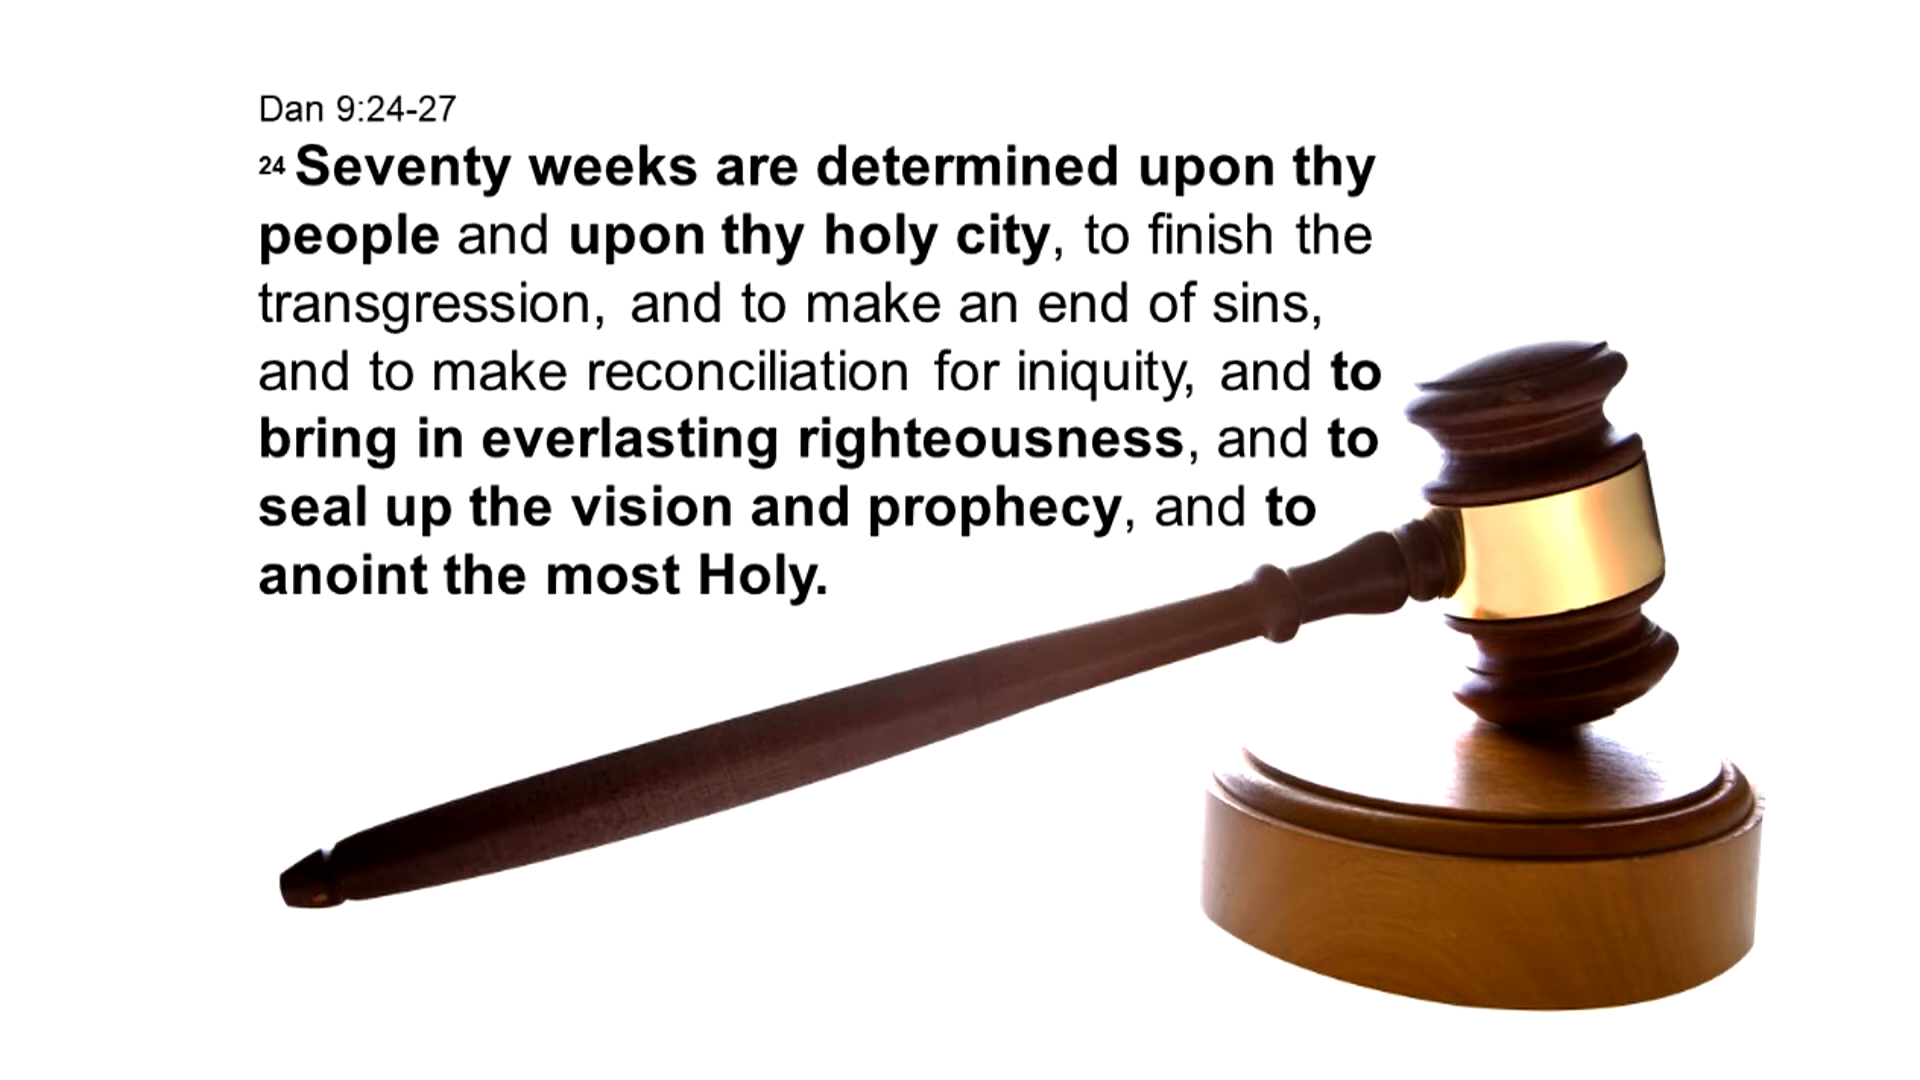 Dan 9:24-27
24 Seventy weeks are determined upon thy
people and upon thy holy city, to finish the
transgression, and to make an end of sins,
and to make reconciliation for iniquity, and to
bring in everlasting righteousness, and to
seal up the vision and prophecy, and to
anoint the most Holy.